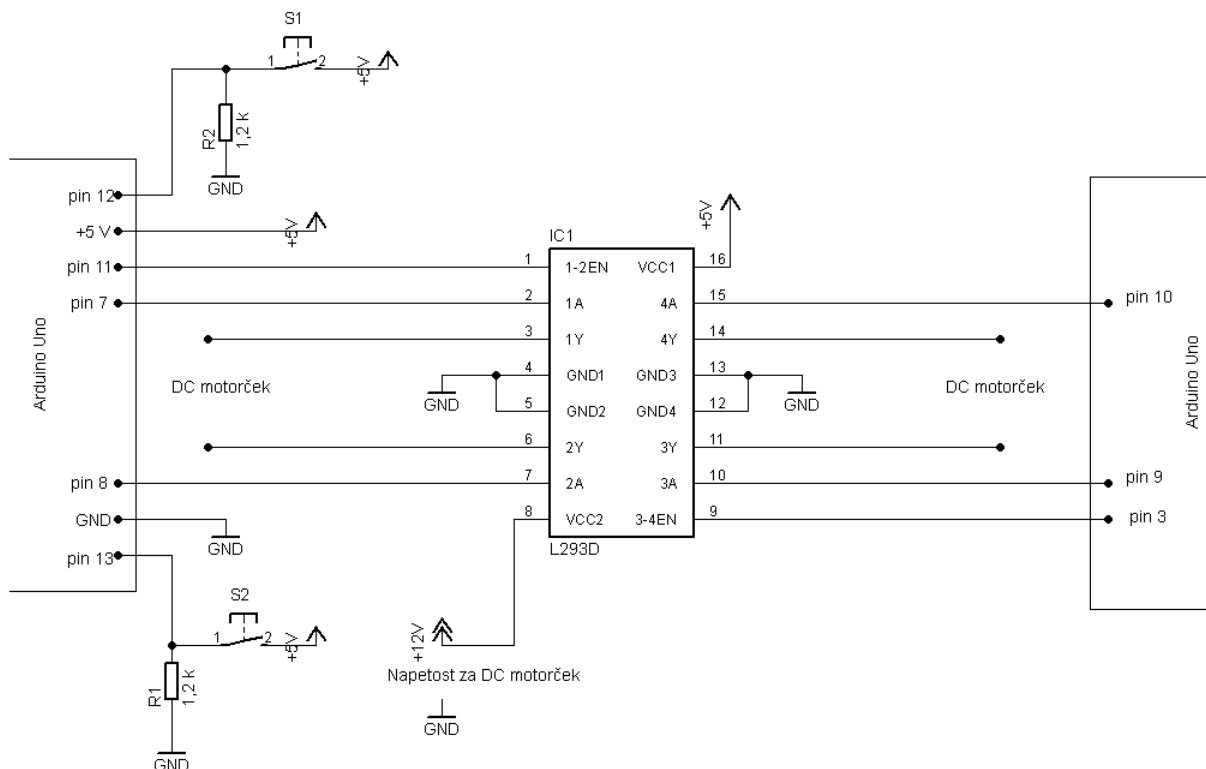 S1
1
2
+5V
R2
1,2 k
GND
pin 12
+5 V
+5V
pin 11
pin 7
Arduino Uno
DC motorček
pin 8
GND
GND
pin 13
S2
1
2
+5V
R1
1,2 k
GND
IC1
1
1-2EN
VCC1
16
+5V
2
1A
4A
15
3
1Y
4Y
14
GND
4
GND1
GND3
13
GND
5
GND2
GND4
12
6
2Y
3Y
11
7
2A
3A
10
8
VCC2
3-4EN
9
L293D
+12V
Napetost za DC motorček
GND
DC motorček
pin 10
Arduino Uno
pin 9
pin 3